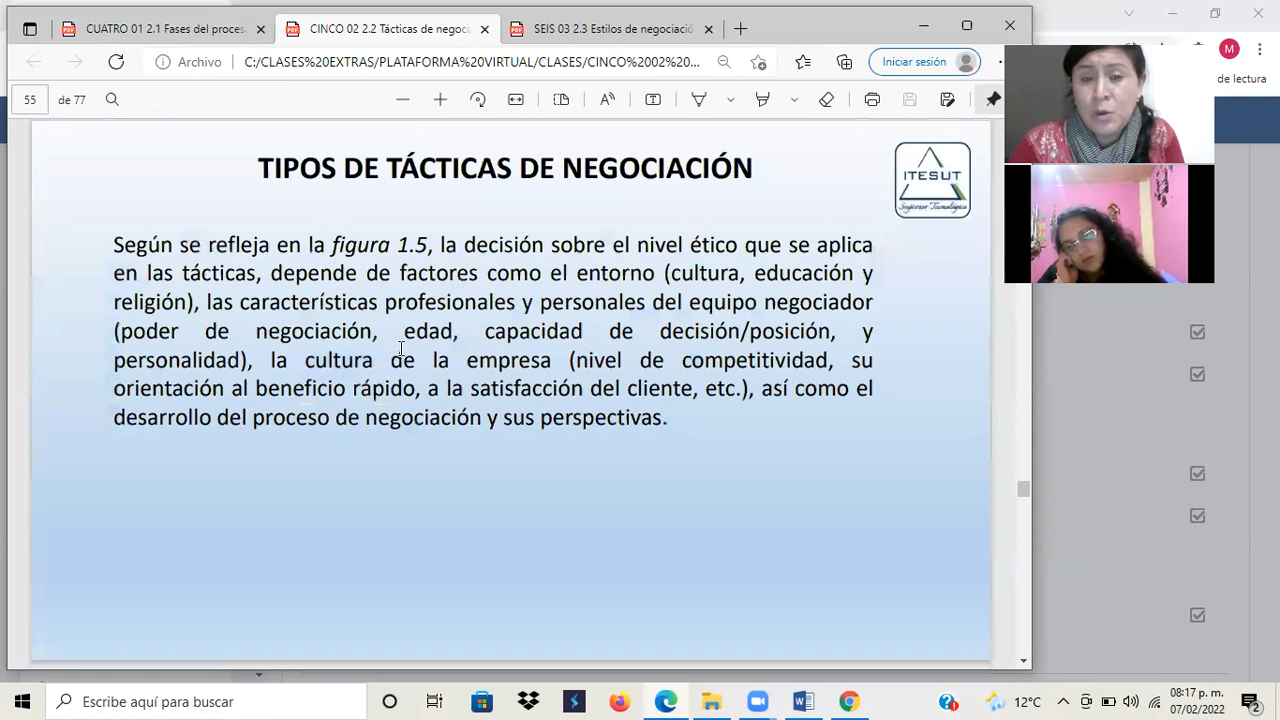 CUATRO 01 2.1 Fases del proces
CINCO 02 2.2 Tácticas de negoci
SEIS 03 2.3 Estilos de negociació
Archivo
C:/CLASES%20EXTRAS/PLATAFORMA%20VIRTUAL/CLASES/CINCO%2002%20...
Iniciar sesión
M
de lectura
55 de 77
TIPOS DE TÁCTICAS DE NEGOCIACIÓN
ITESUT
Superior Tecnológica
Según se refleja en la figura 1.5, la decisión sobre el nivel ético que se aplica
en las tácticas, depende de factores como el entorno (cultura, educación y
religión), las características profesionales y personales del equipo negociador
(poder de negociación, edad, capacidad de decisión/posición, y
personalidad), la cultura de la empresa (nivel de competitividad, su
orientación al beneficio rápido, a la satisfacción del cliente, etc.), así como el
desarrollo del proceso de negociación y sus perspectivas.
Escribe aquí para buscar
12°C
08:17 p. m.
07/02/2022
2